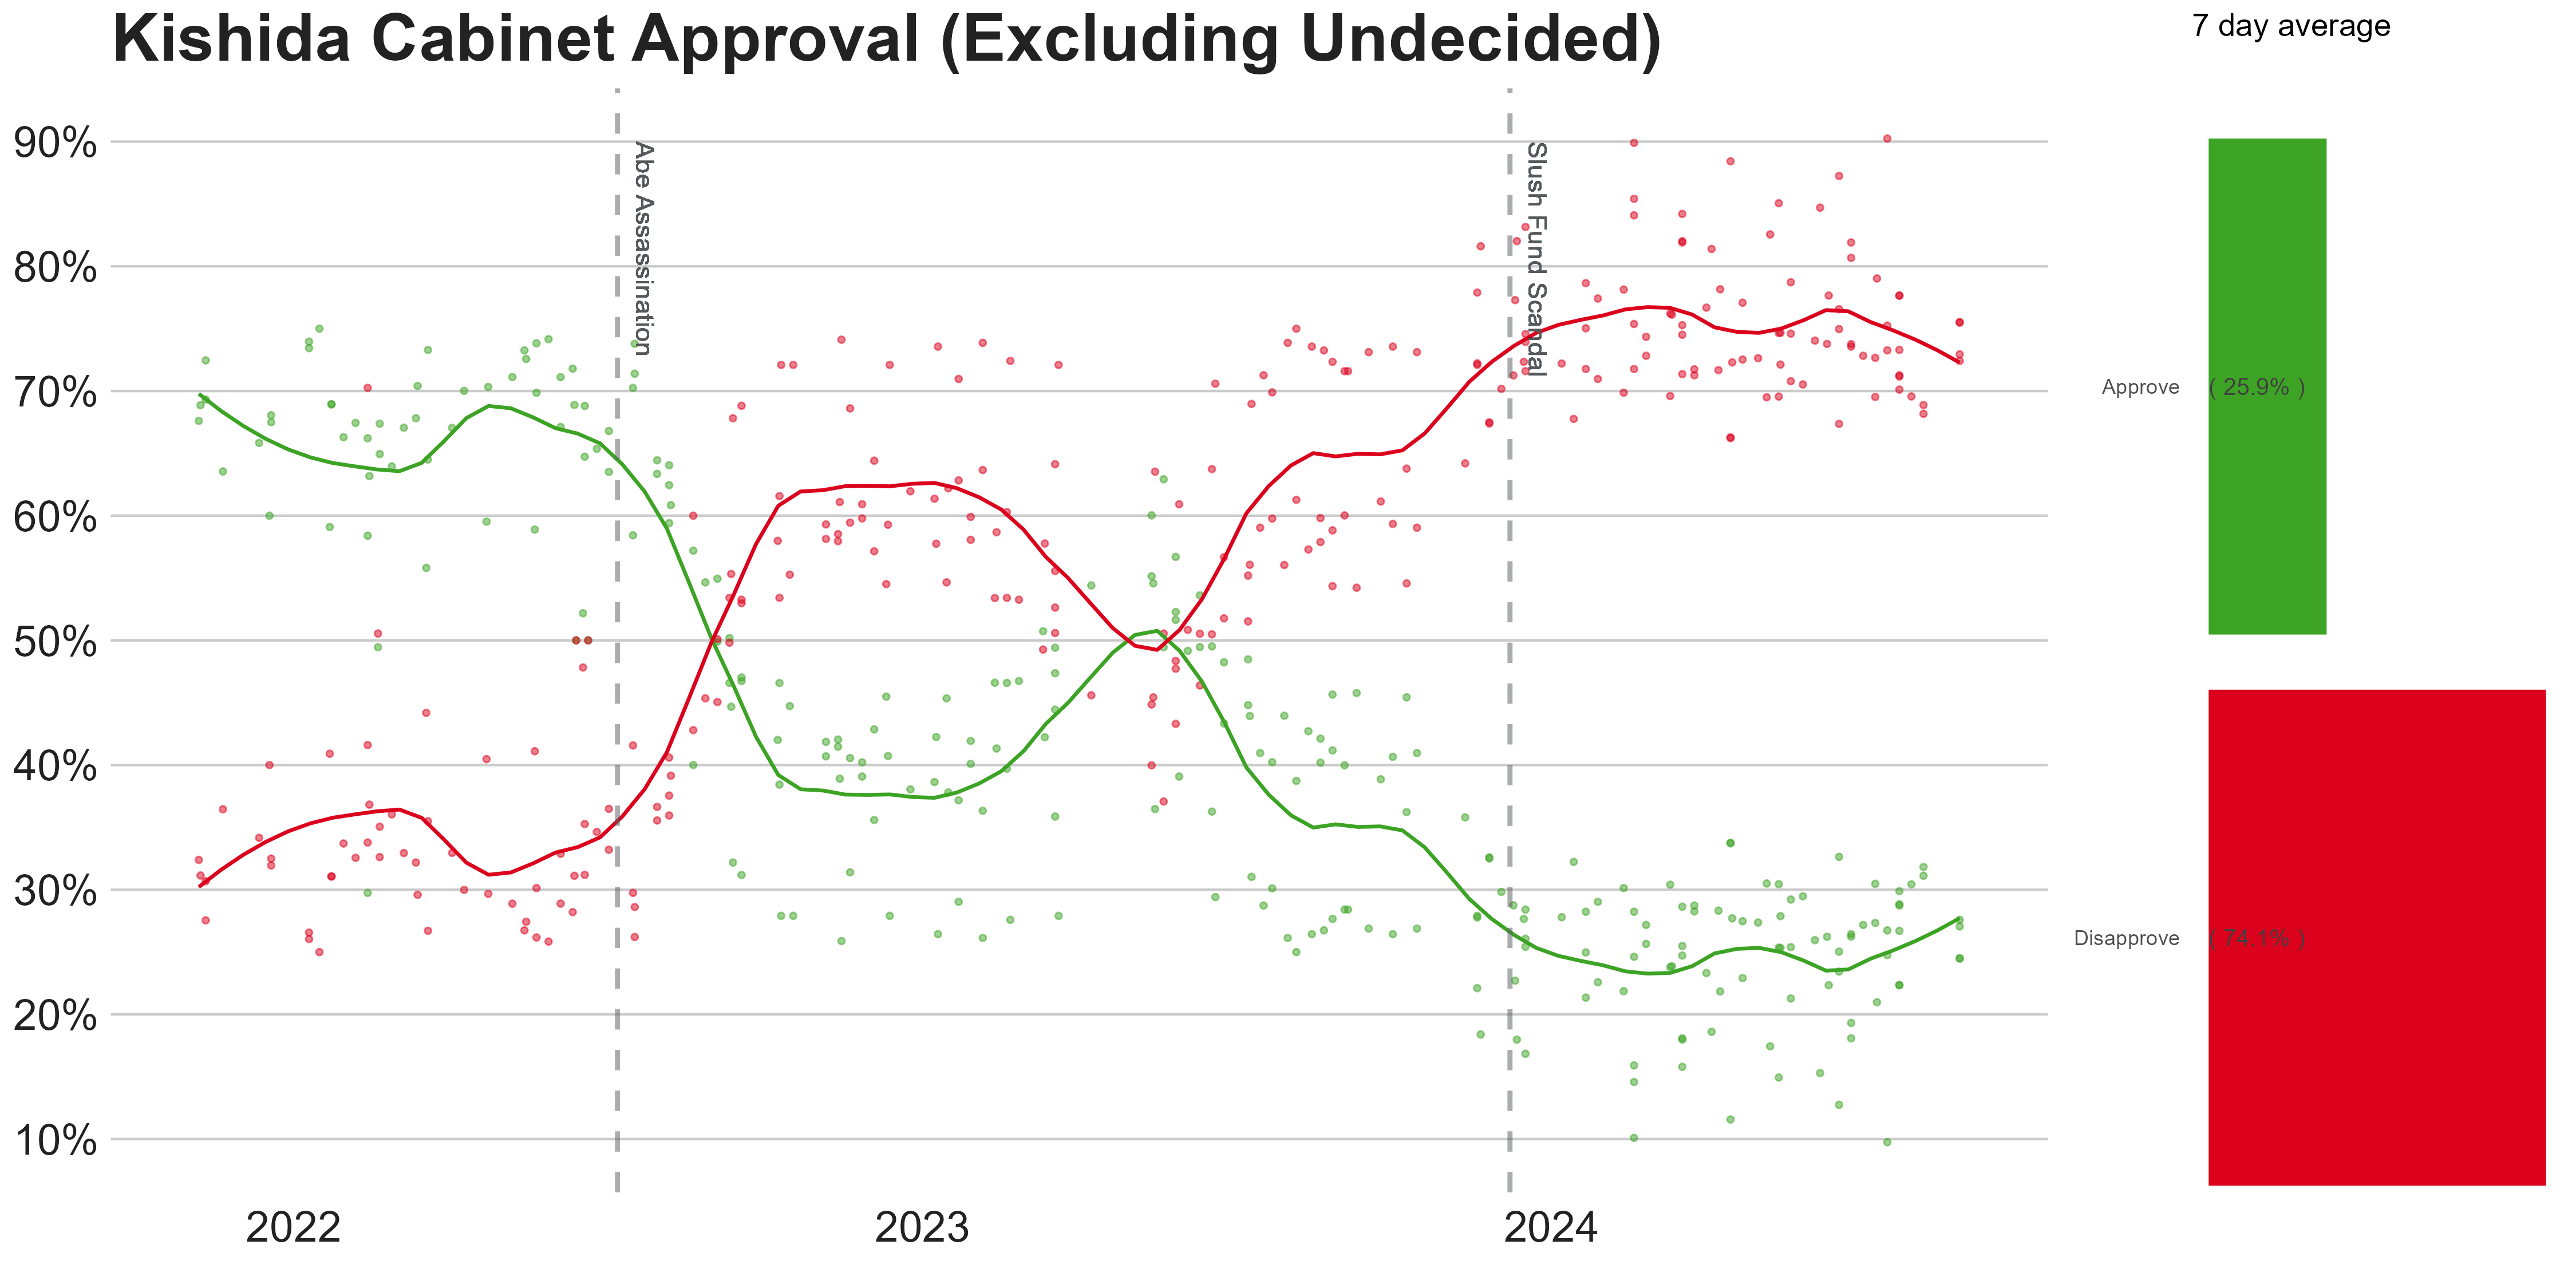 Kishida Cabinet Approval (Excluding Undecided)
7 day average
90%
80%
70%
60%
50%
40%
30%
20%
10%
Abe Assassination
Slush Fund Scandal
2022
2023
2024
Approve ( 25.9% )
Disapprove ( 74.1% )